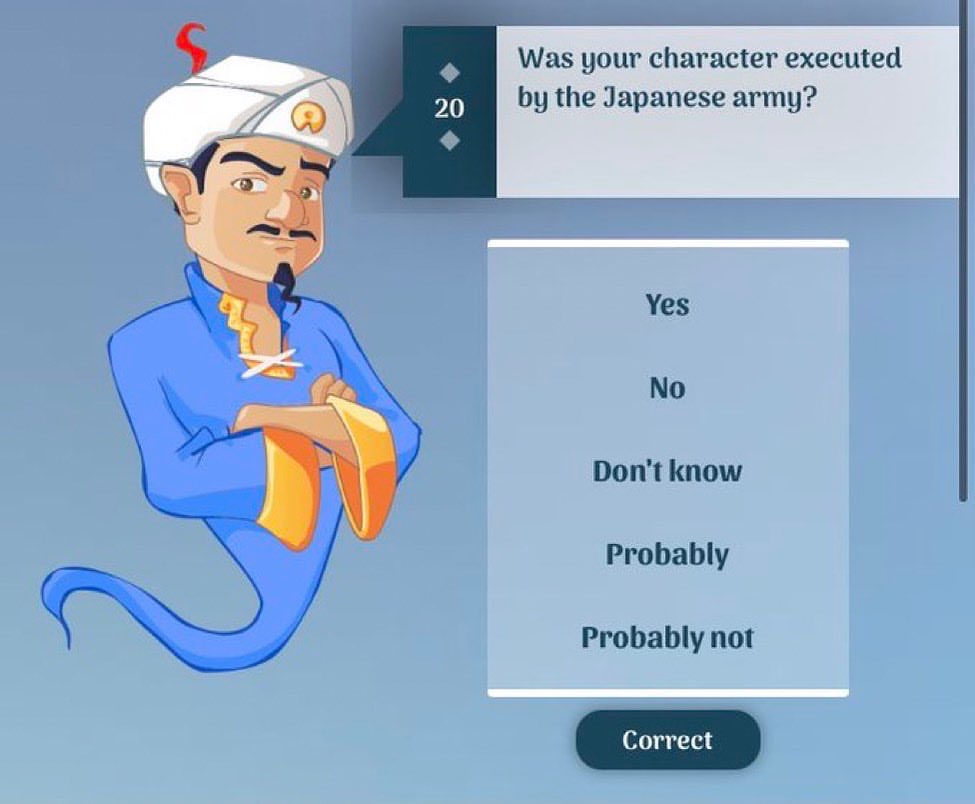 Was your character executed
by the Japanese army?
20
Yes
No
Don't know
Probably
Probably not
Correct